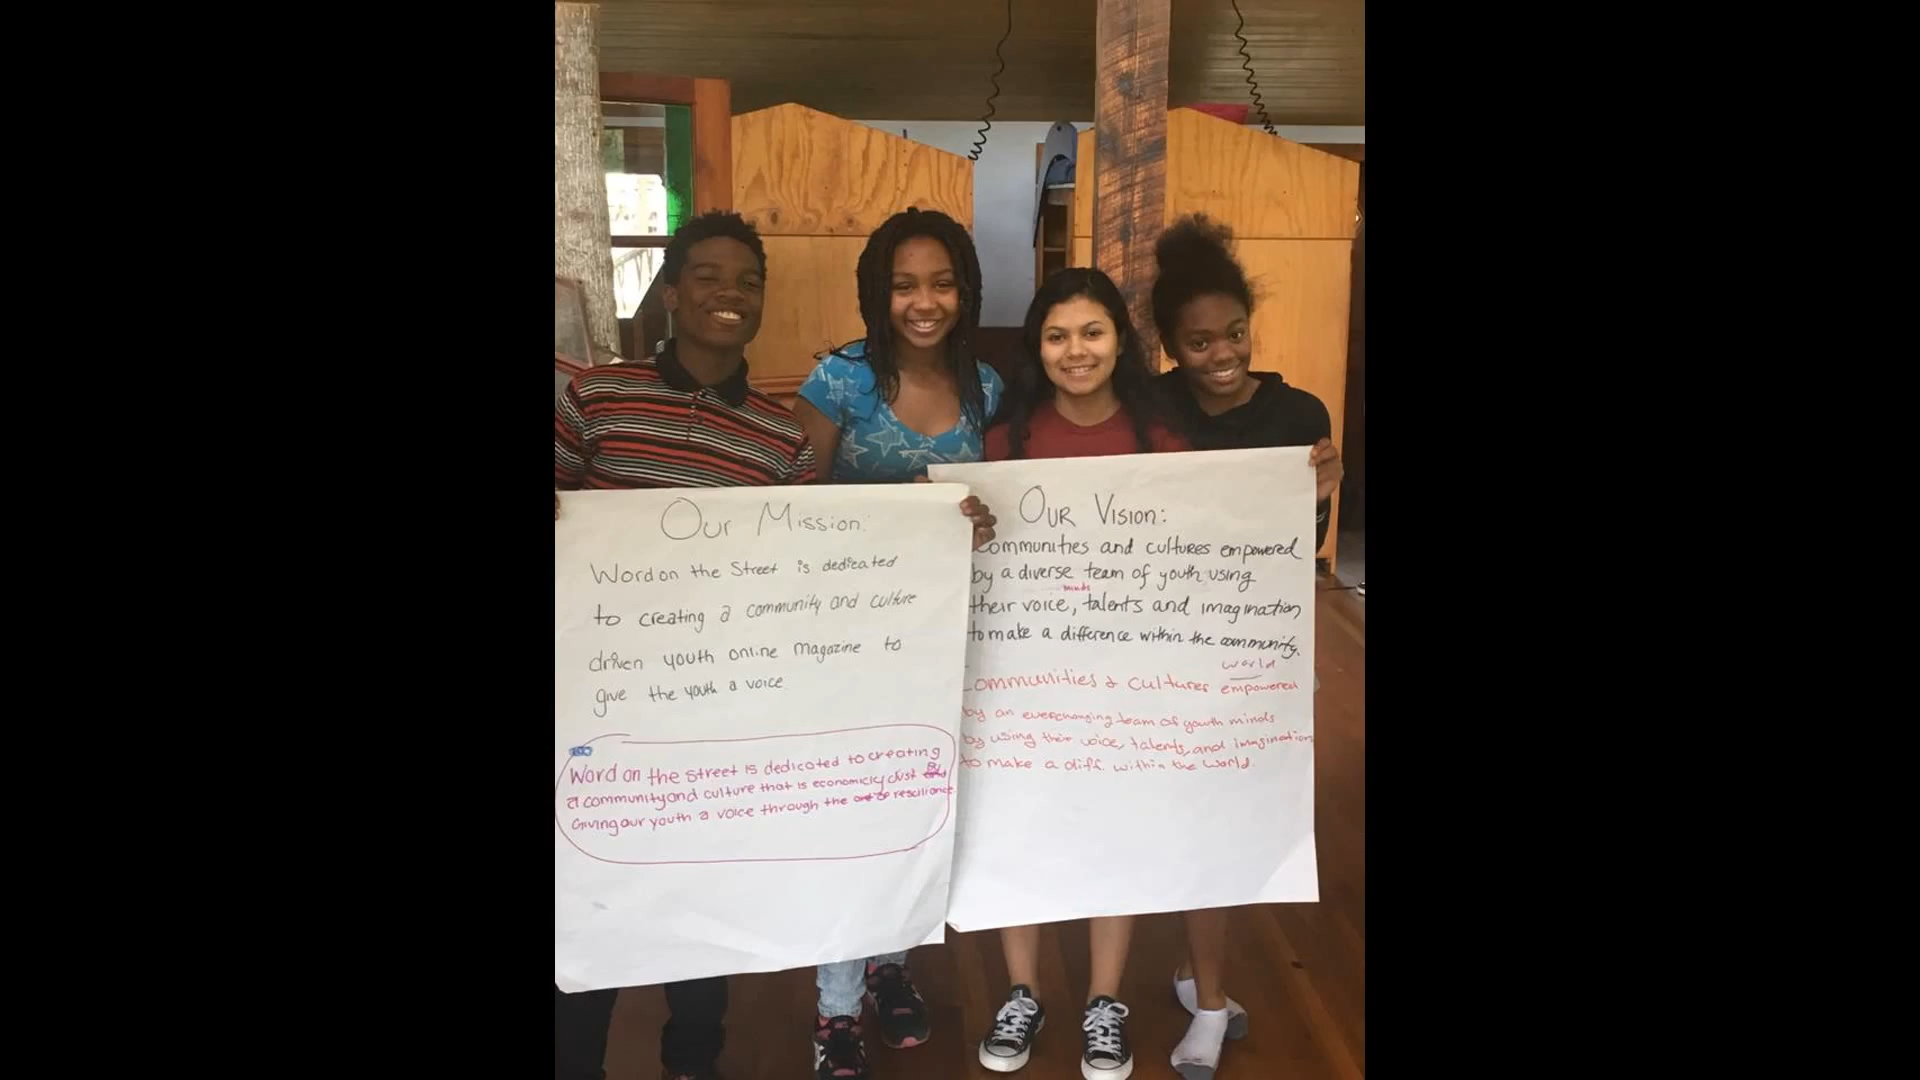 Our Mission:
Word on the Street is dedicated
to creating a community and culture
driven youth online magazine to
give the youth a voice
Word on the street is dedicated to creating
a community and culture that is economicly Just By
Giving our youth a voice through the resciliance
OUR VISION:
Communities and cultures empowered
by a diverse team of youth using
minds
their voice, talents and imagination
to make a difference within the community.
world
Communities & cultures empowered
by an everchanging team of youth minds
by using their voice, talents, and imagination
to make a diff. within the world.